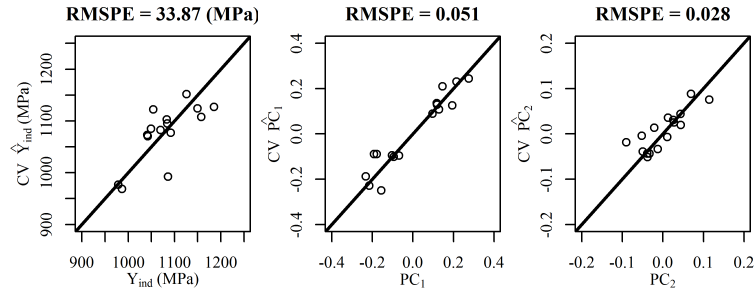 RMSPE = 33.87 (MPa)
CV Ŷind (MPa)
900 1000 1100 1200
900 1000 1100 1200
Yind (MPa)
RMSPE = 0.051
CV P̂C1
-0.4 -0.2 0.0 0.2 0.4
-0.4 -0.2 0.0 0.2 0.4
PC1
RMSPE = 0.028
CV P̂C2
-0.2 -0.1 0.0 0.1 0.2
-0.2 -0.1 0.0 0.1 0.2
PC2